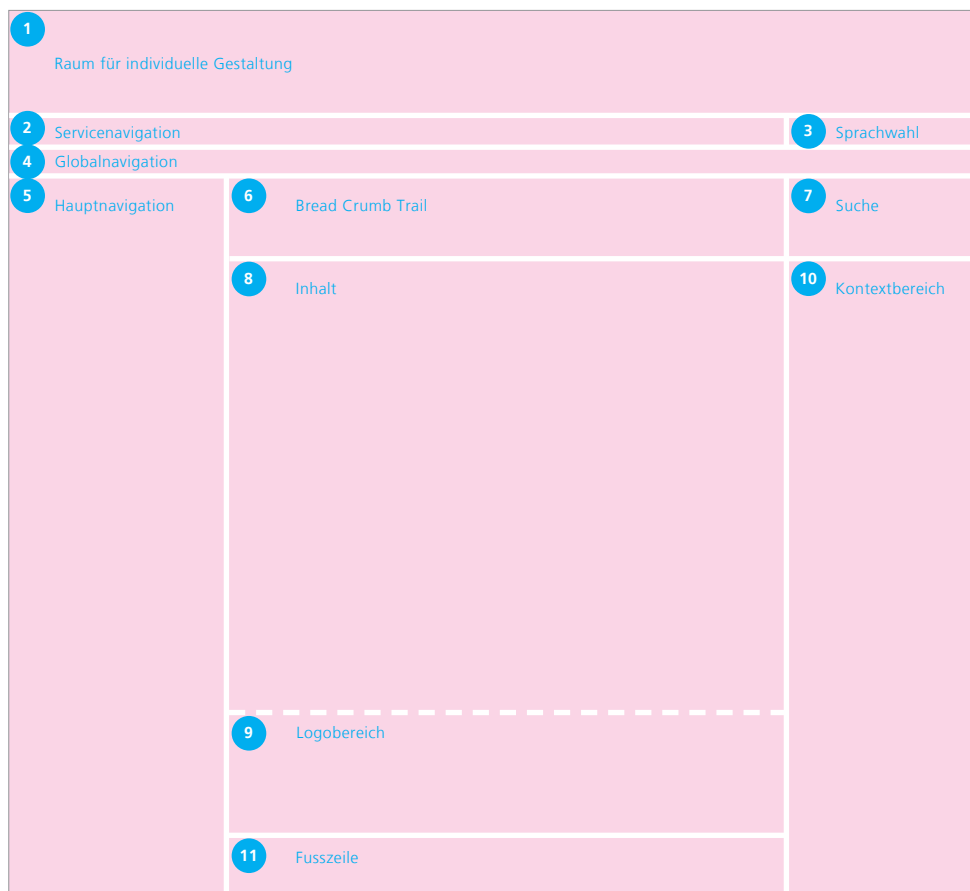 1
Raum für individuelle Gestaltung
2
Servicenavigation
3
Sprachwahl
4
Globalnavigation
5
Hauptnavigation
6
Bread Crumb Trail
7
Suche
8
Inhalt
10
Kontextbereich
9
Logobereich
11
Fusszeile